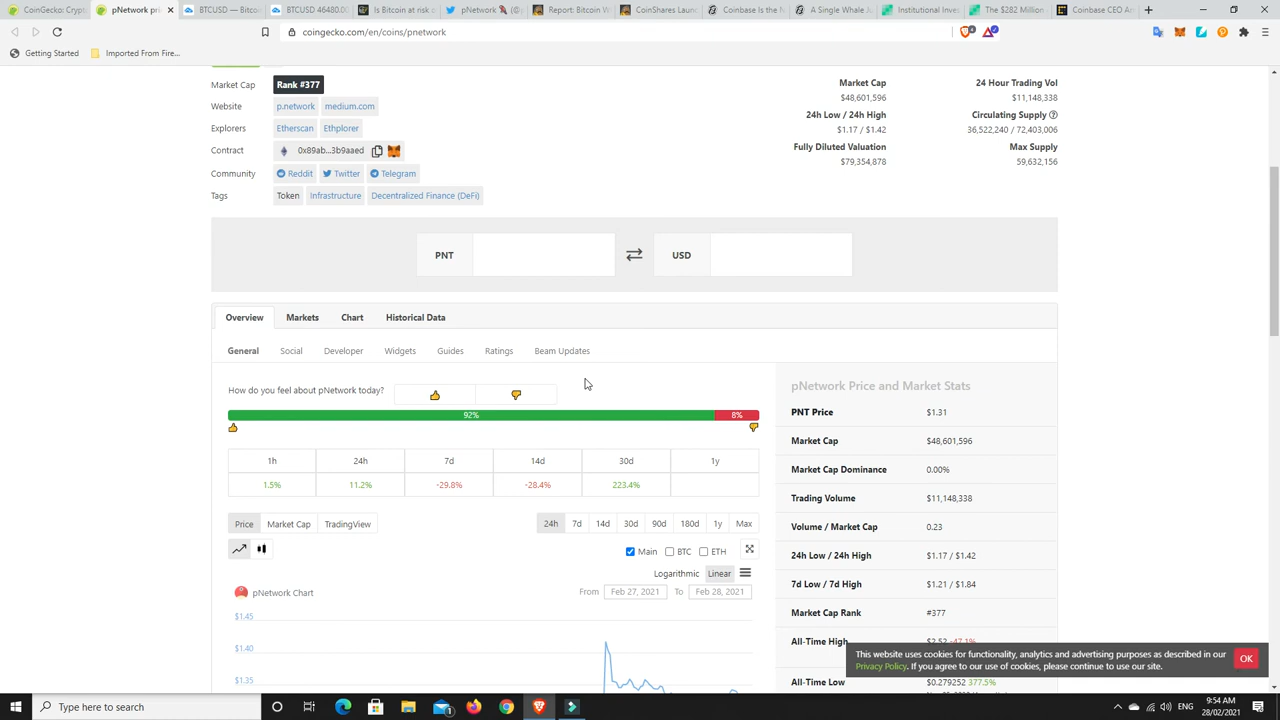 CoinGecko: Crypt
pNetwork pric
BTCUSD — Bitcoi
BTCUSD 46480.00
Is Bitcoin at risk o
pNetwork
Report: Bitcoin W
CoinShares Launc
Coinbase Is the N
A Single Whale A
Institutional Inves
The $282 Million
Coinbase CEO Ar
coingecko.com/en/coins/pnetwork
Getting Started
Imported From Fire...
Market Cap
Rank #377
Website
p.network
medium.com
Explorers
Etherscan
Ethplorer
Contract
0x89ab...3b9aaed
Community
Reddit
Twitter
Telegram
Tags
Token
Infrastructure
Decentralized Finance (DeFi)
Market Cap
$48,601,596
24 Hour Trading Vol
$11,148,338
24h Low / 24h High
$1.17 / $1.42
Circulating Supply
36,522,240 / 72,403,006
Fully Diluted Valuation
$79,354,878
Max Supply
59,632,156
PNT
USD
Overview
Markets
Chart
Historical Data
General
Social
Developer
Widgets
Guides
Ratings
Beam Updates
How do you feel about pNetwork today?
92%
8%
1h
24h
7d
14d
30d
1y
1.5%
11.2%
-29.8%
-28.4%
223.4%
Price
Market Cap
TradingView
24h
7d
14d
30d
90d
180d
1y
Max
Main
BTC
ETH
Logarithmic
Linear
pNetwork Chart
From
Feb 27, 2021
To
Feb 28, 2021
$1.45
$1.40
$1.35
pNetwork Price and Market Stats
PNT Price
$1.31
Market Cap
$48,601,596
Market Cap Dominance
0.00%
Trading Volume
$11,148,338
Volume / Market Cap
0.23
24h Low / 24h High
$1.17 / $1.42
7d Low / 7d High
$1.21 / $1.84
Market Cap Rank
#377
All-Time High
$2.52 -47.1%
All-Time Low
$0.279252 377.5%
This website uses cookies for functionality, analytics and advertising purposes as described in our
Privacy Policy. If you agree to our use of cookies, please continue to use our site.
OK
Type here to search
ENG
9:54 AM
28/02/2021